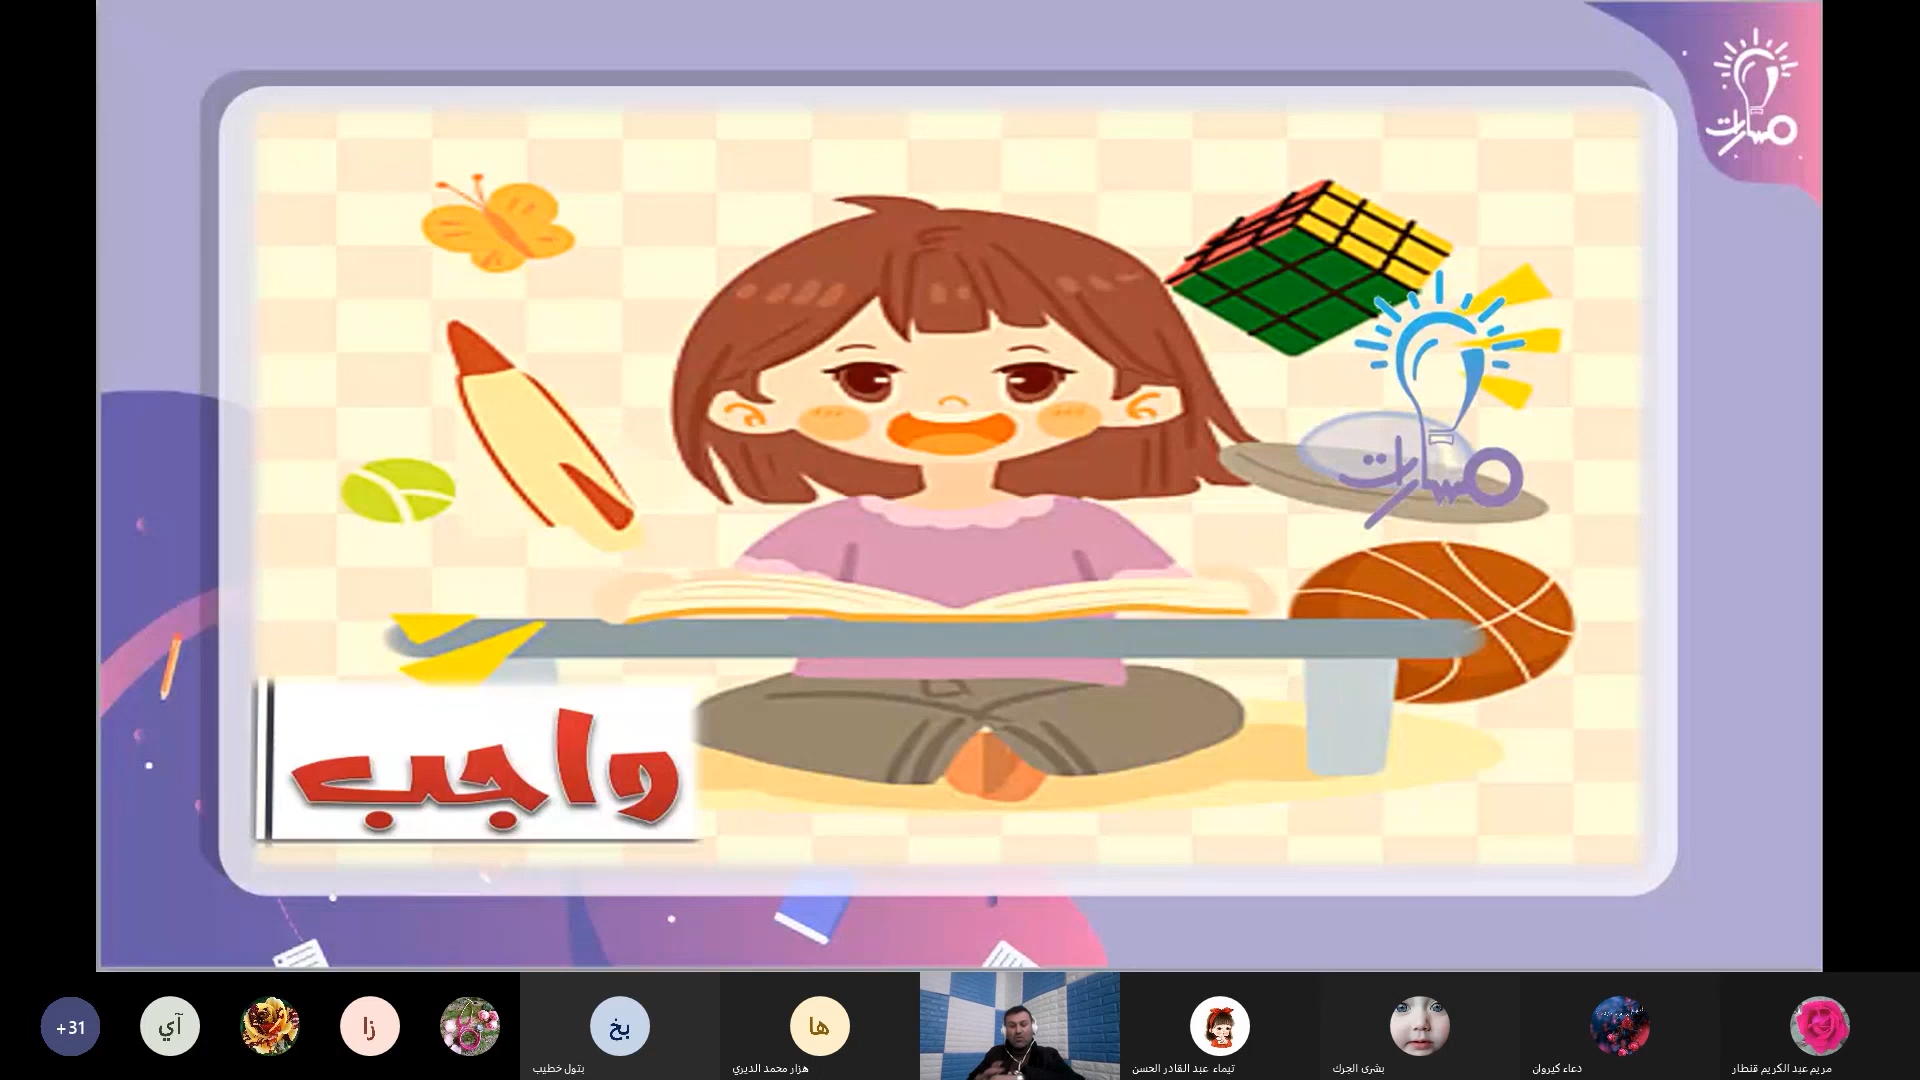 مسارات
مسارات
واجب
+31
آي
زا
بخ
ها
بتول خطيب
هزار محمد الديري
تيماء عبد القادر الحسن
بشرى الجرك
دعاء كيروان
مريم عبد الكريم قنطار